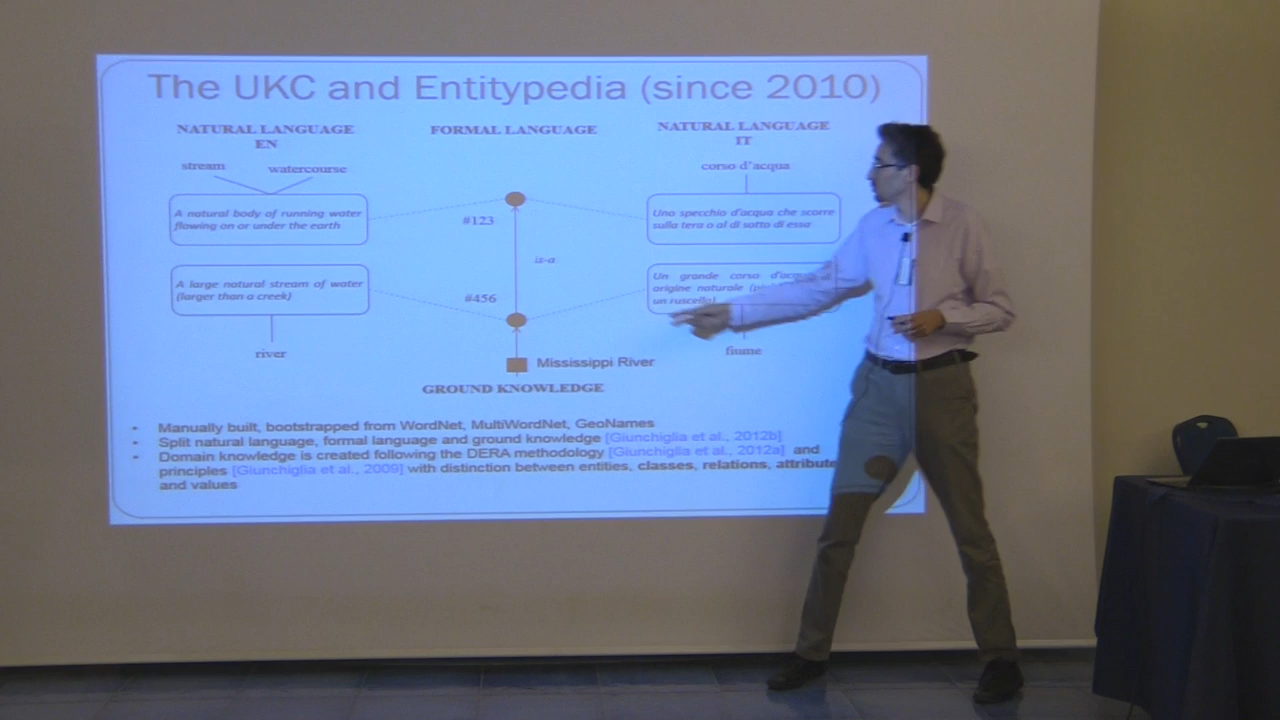 The UKC and Entitypedia (since 2010)
NATURAL LANGUAGE
EN
FORMAL LANGUAGE
NATURAL LANGUAGE
IT
stream
watercourse
corso d'acqua
A natural body of running water
flowing on or under the earth
#123
Uno specchio d'acqua che scorre
sulla tera o al di sotto di essa
is-a
A large natural stream of water
(larger than a creek)
#456
Un grande corso d'acqua
origine naturale
un ruscello)
river
fiume
Mississippi River
GROUND KNOWLEDGE
• Manually built, bootstrapped from WordNet, MultiWordNet, GeoNames
• Split natural language, formal language and ground knowledge [Giunchiglia et al., 2012b]
• Domain knowledge is created following the DERA methodology [Giunchiglia et al., 2012a] and
principles [Giunchiglia et al., 2009] with distinction between entities, classes, relations, attribute
and values